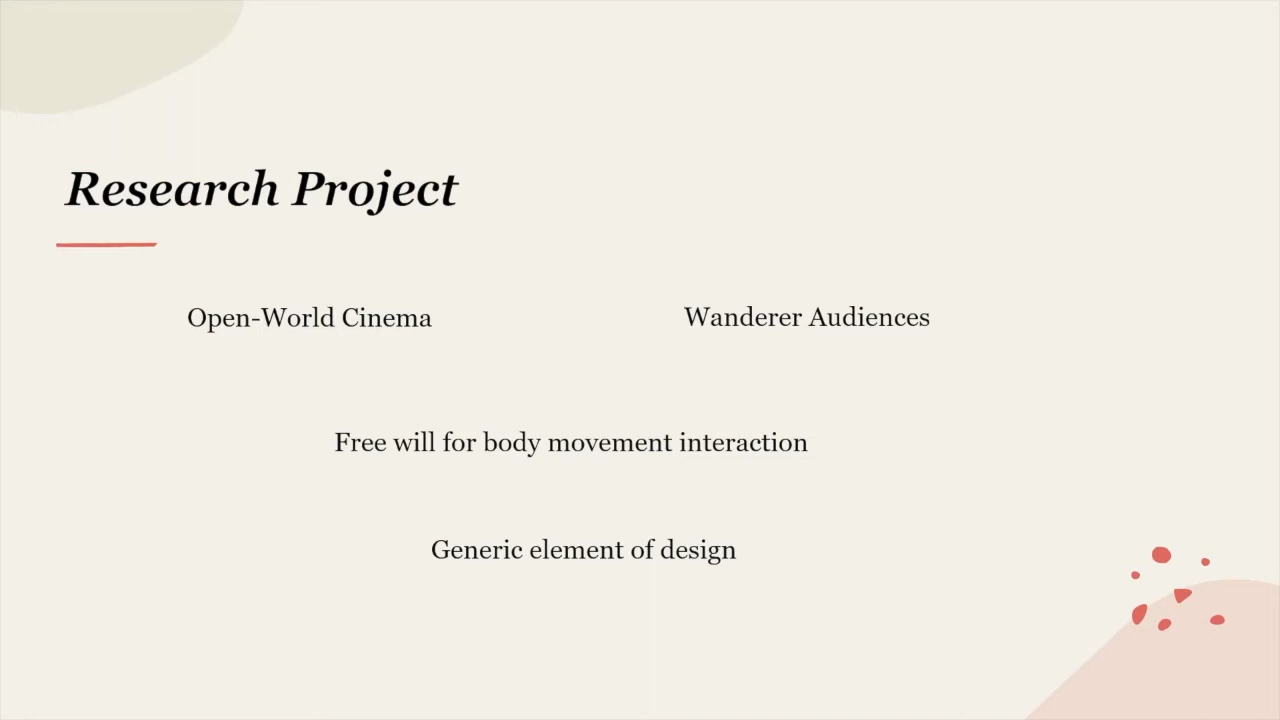 Research Project
Open-World Cinema
Wanderer Audiences
Free will for body movement interaction
Generic element of design